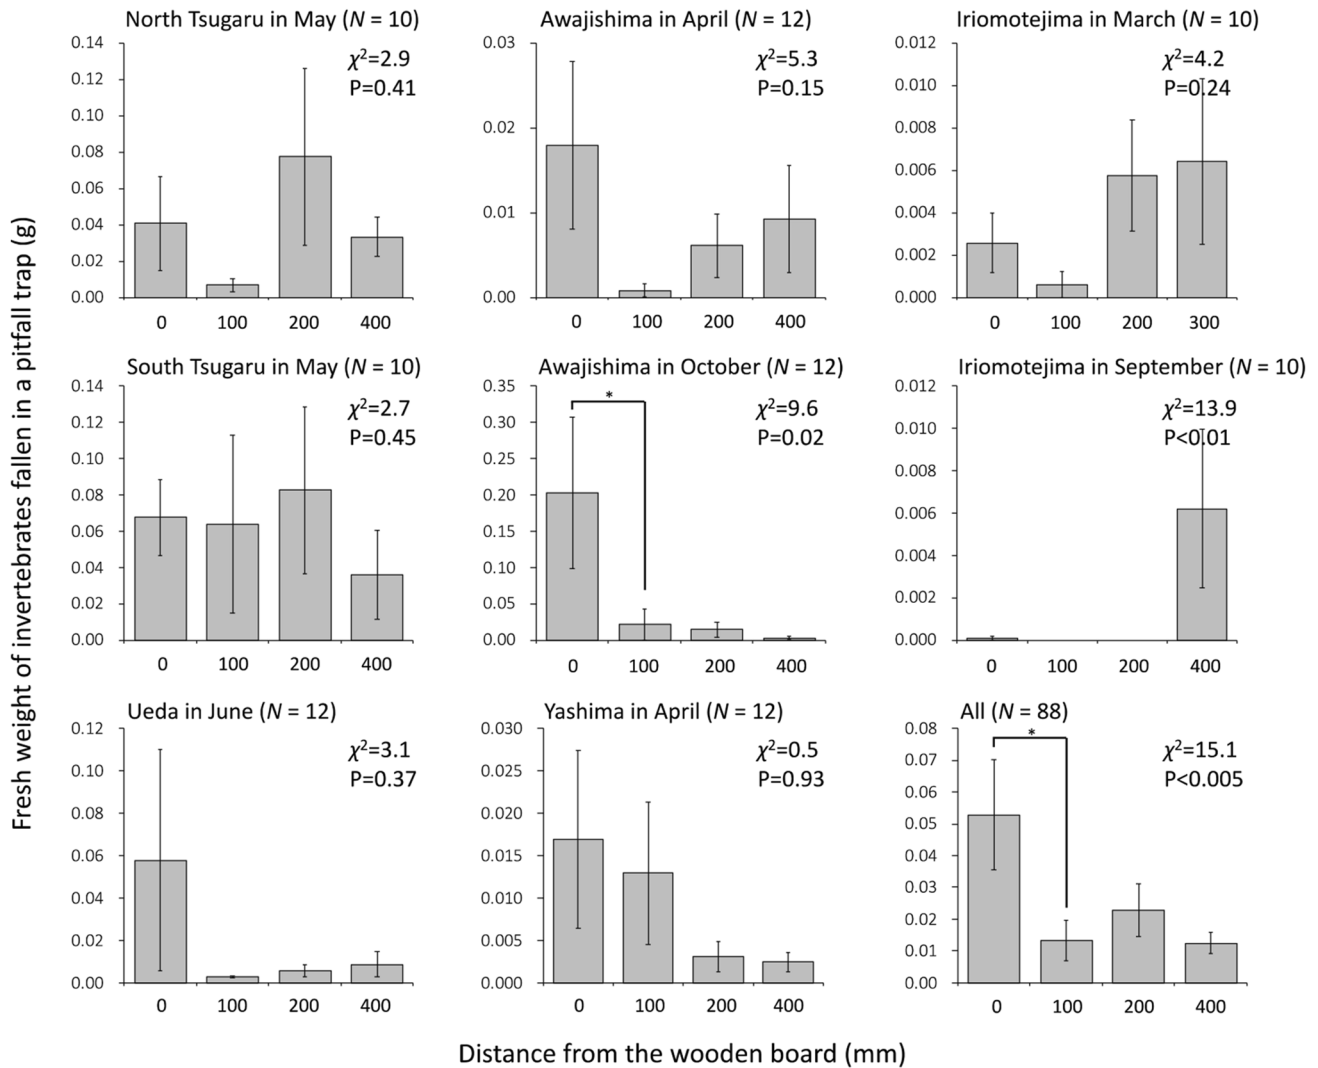 Fresh weight of invertebrates fallen in a pitfall trap (g)
North Tsugaru in May (N = 10)
χ²=2.9
P=0.41
0.14
0.12
0.10
0.08
0.06
0.04
0.02
0.00
0 100 200 400
Awajishima in April (N = 12)
χ²=5.3
P=0.15
0.03
0.02
0.01
0.00
0 100 200 400
Iriomotejima in March (N = 10)
χ²=4.2
P=0.24
0.012
0.010
0.008
0.006
0.004
0.002
0.000
0 100 200 300
South Tsugaru in May (N = 10)
χ²=2.7
P=0.45
0.14
0.12
0.10
0.08
0.06
0.04
0.02
0.00
0 100 200 400
Awajishima in October (N = 12)
*
χ²=9.6
P=0.02
0.35
0.30
0.25
0.20
0.15
0.10
0.05
0.00
0 100 200 400
Iriomotejima in September (N = 10)
χ²=13.9
P<0.01
0.012
0.010
0.008
0.006
0.004
0.002
0.000
0 100 200 400
Ueda in June (N = 12)
χ²=3.1
P=0.37
0.12
0.10
0.08
0.06
0.04
0.02
0.00
0 100 200 400
Yashima in April (N = 12)
χ²=0.5
P=0.93
0.030
0.025
0.020
0.015
0.010
0.005
0.000
0 100 200 400
All (N = 88)
*
χ²=15.1
P<0.005
0.08
0.07
0.06
0.05
0.04
0.03
0.02
0.01
0.00
0 100 200 400
Distance from the wooden board (mm)